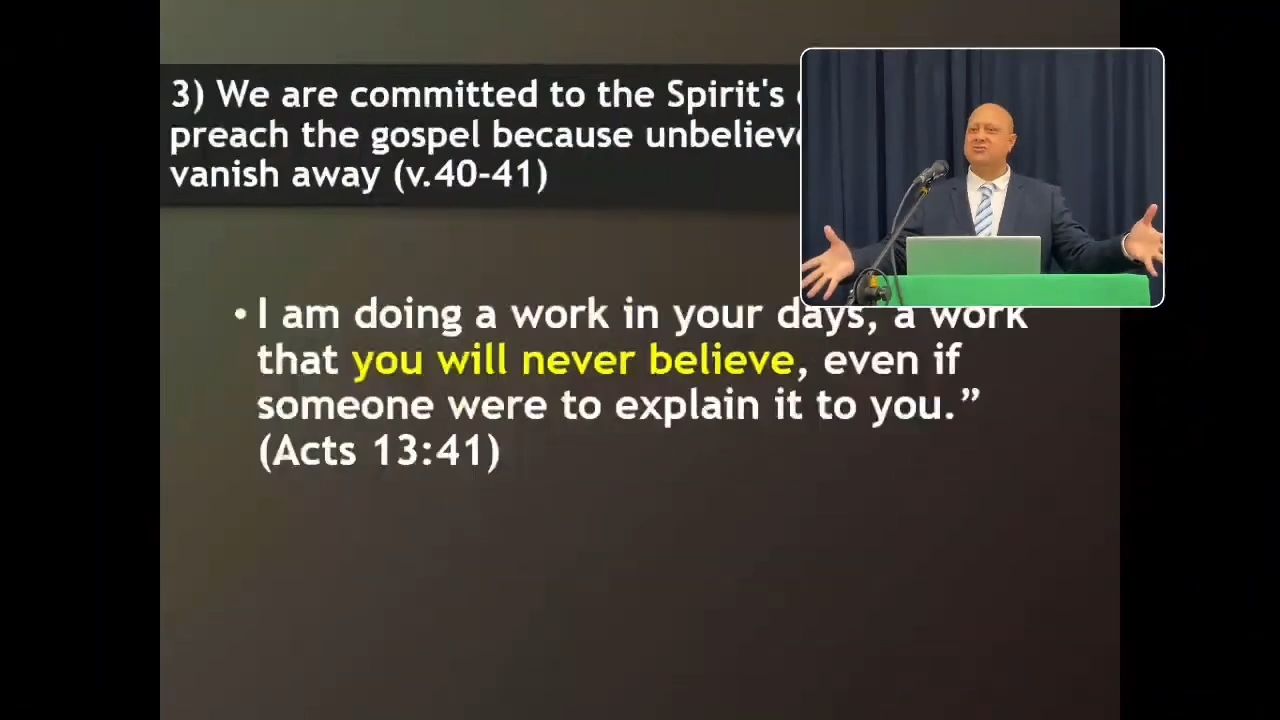 3) We are committed to the Spirit's
preach the gospel because
vanish away (v.40-41)
• I am doing a work in your days, a work
that you will never believe, even if
someone were to explain it to you.”
(Acts 13:41)